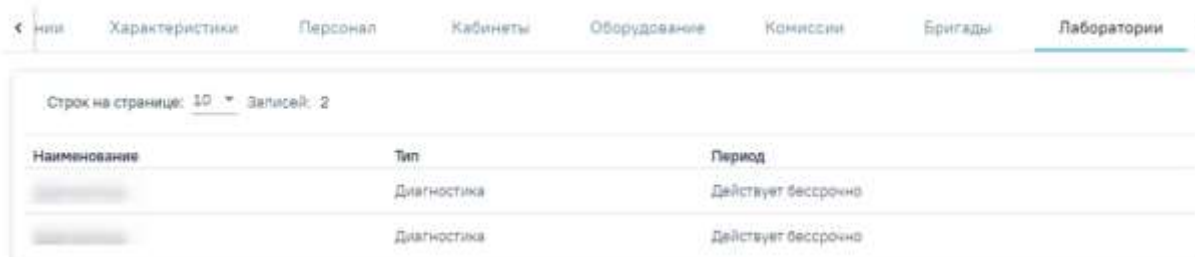 нии Характеристики Персонал Кабинеты Оборудование Комиссии Бригады Лаборатории
Строк на странице: 10 Записей: 2
Наименование Тип Период
Диагностика Действует бессрочно
Диагностика Действует бессрочно